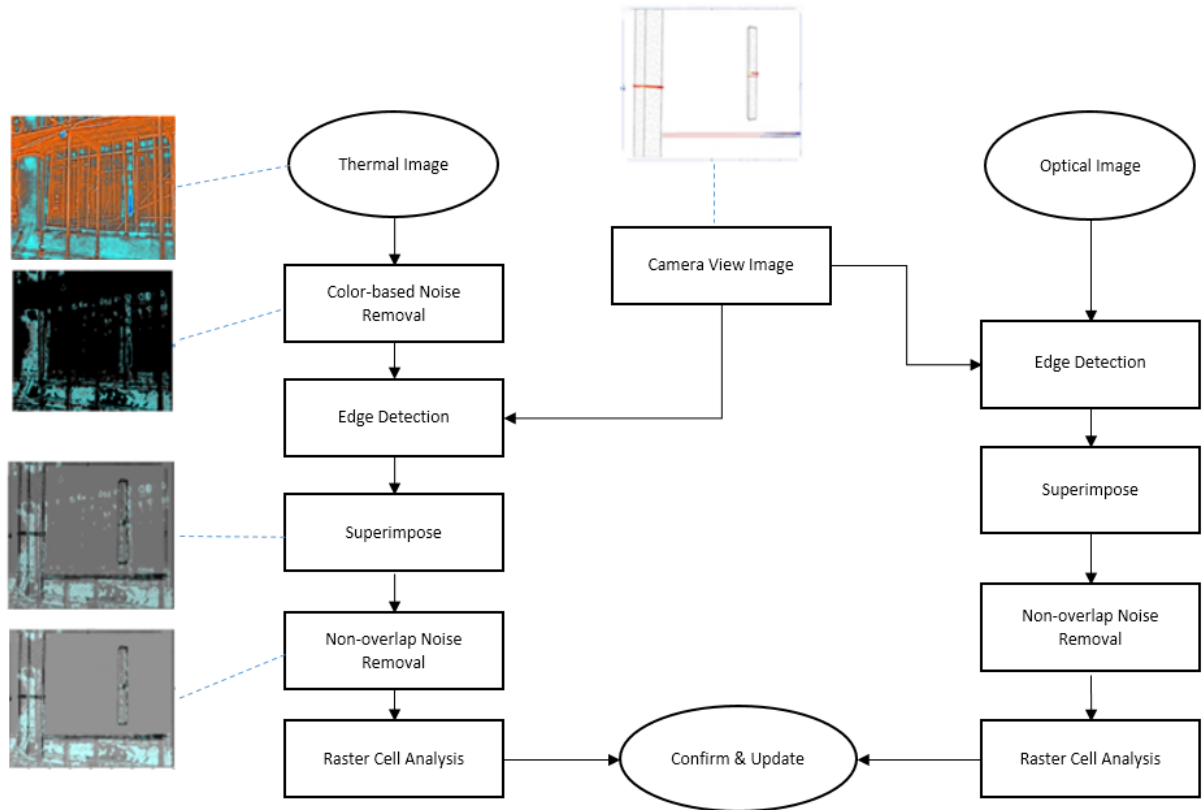 Thermal Image
Color-based Noise
Removal
Edge Detection
Superimpose
Non-overlap Noise
Removal
Raster Cell Analysis
Camera View Image
Confirm & Update
Optical Image
Edge Detection
Superimpose
Non-overlap Noise
Removal
Raster Cell Analysis